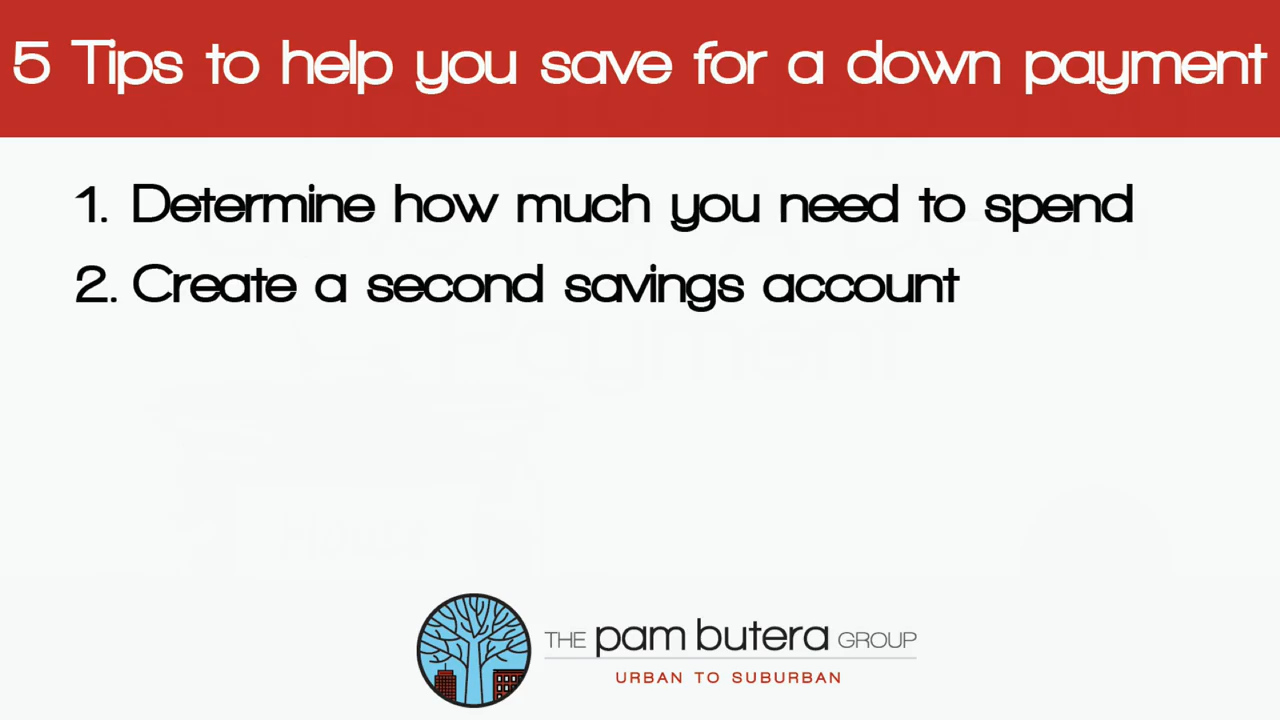 5 Tips to help you save for a down payment
1. Determine how much you need to spend
2. Create a second savings account
THE pam butera GROUP
URBAN TO SUBURBAN